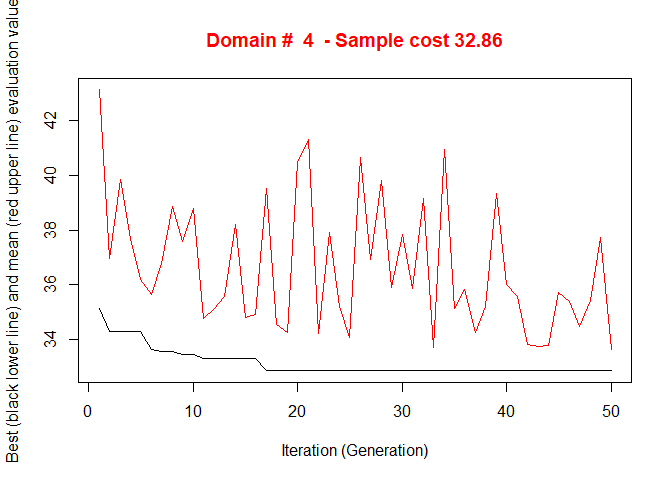 Domain #  4  - Sample cost 32.86
Best (black lower line) and mean (red upper line) evaluation value
42
40
38
36
34
0 10 20 30 40 50
Iteration (Generation)